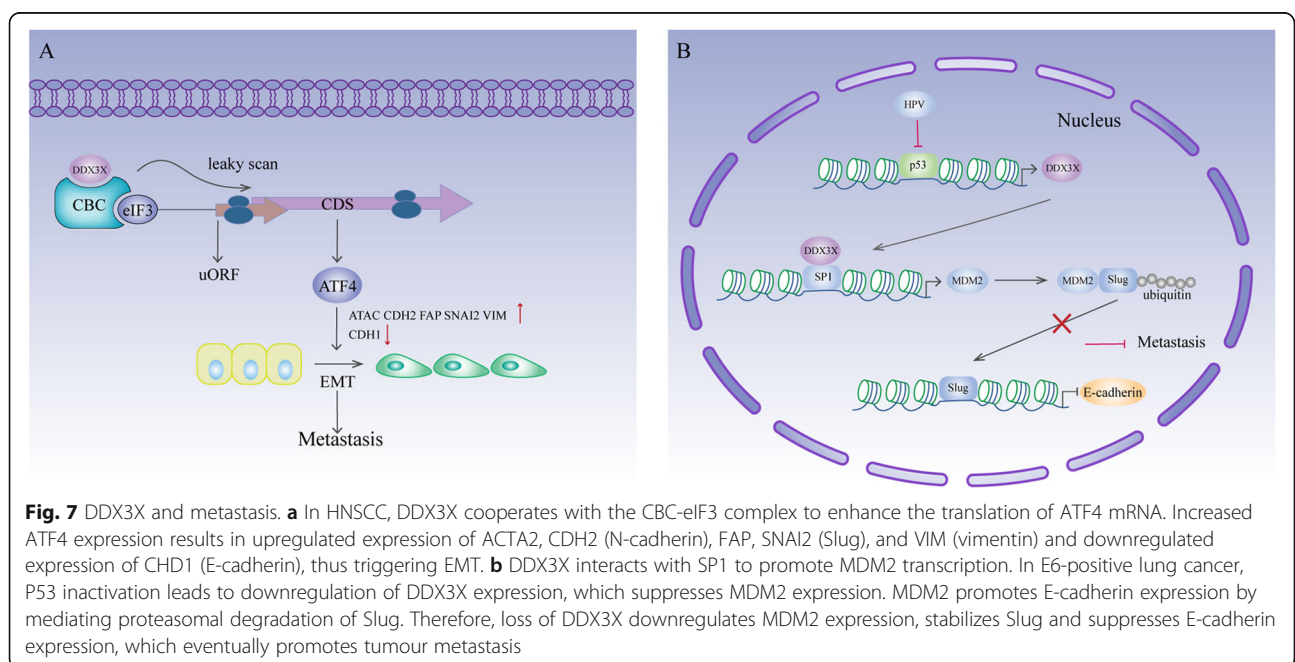 A
DDX3X
leaky scan
CBC
eIF3
CDS
uORF
ATF4
ATAC CDH2 FAP SNAI2 VIM
CDH1
EMT
Metastasis
B
HPV
Nucleus
p53
DDX3X
DDX3X
SP1
MDM2
MDM2
Slug
ubiquitin
Metastasis
Slug
E-cadherin
Fig. 7 DDX3X and metastasis. a In HNSCC, DDX3X cooperates with the CBC-eIF3 complex to enhance the translation of ATF4 mRNA. Increased
ATF4 expression results in upregulated expression of ACTA2, CDH2 (N-cadherin), FAP, SNAI2 (Slug), and VIM (vimentin) and downregulated
expression of CHD1 (E-cadherin), thus triggering EMT. b DDX3X interacts with SP1 to promote MDM2 transcription. In E6-positive lung cancer,
P53 inactivation leads to downregulation of DDX3X expression, which suppresses MDM2 expression. MDM2 promotes E-cadherin expression by
mediating proteasomal degradation of Slug. Therefore, loss of DDX3X downregulates MDM2 expression, stabilizes Slug and suppresses E-cadherin
expression, which eventually promotes tumour metastasis